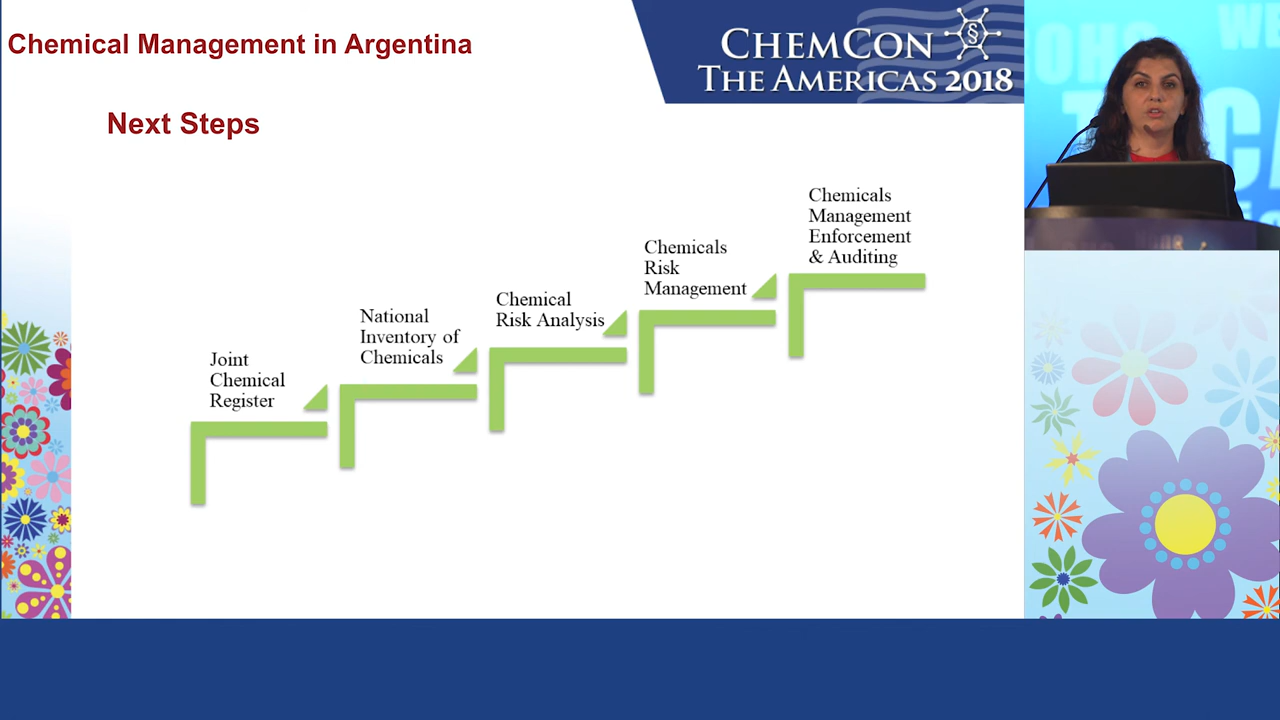 Chemical Management in Argentina
CHEMCON
THE AMERICAS 2018
§
Next Steps
Joint
Chemical
Register
National
Inventory of
Chemicals
Chemical
Risk Analysis
Chemicals
Risk
Management
Chemicals
Management
Enforcement
& Auditing